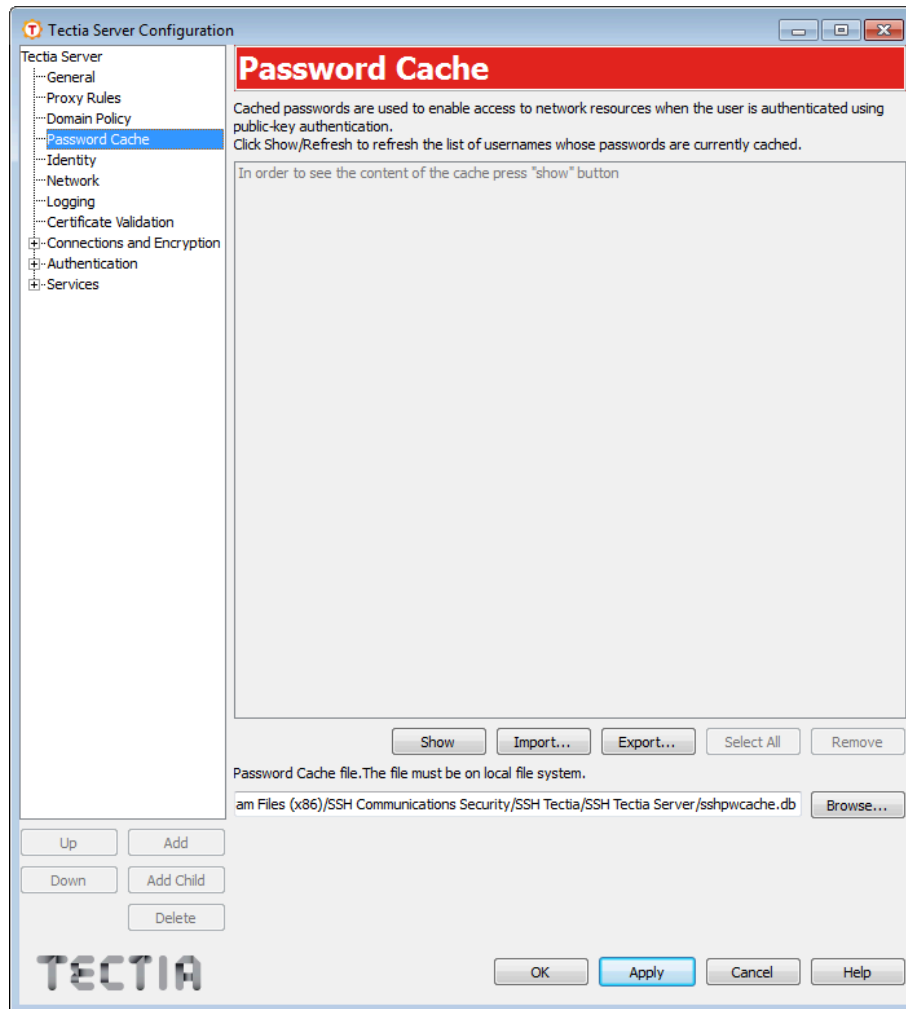 Tectia Server Configuration
Tectia Server
General
Proxy Rules
Domain Policy
Password Cache
Identity
Network
Logging
Certificate Validation
Connections and Encryption
Authentication
Services
Password Cache
Cached passwords are used to enable access to network resources when the user is authenticated using
public-key authentication.
Click Show/Refresh to refresh the list of usernames whose passwords are currently cached.
In order to see the content of the cache press "show" button
Show Import... Export... Select All Remove
Password Cache file.The file must be on local file system.
am Files (x86)/SSH Communications Security/SSH Tectia/SSH Tectia Server/sshpwcache.db Browse...
Up Add
Down Add Child
Delete
TECTIA
OK Apply Cancel Help